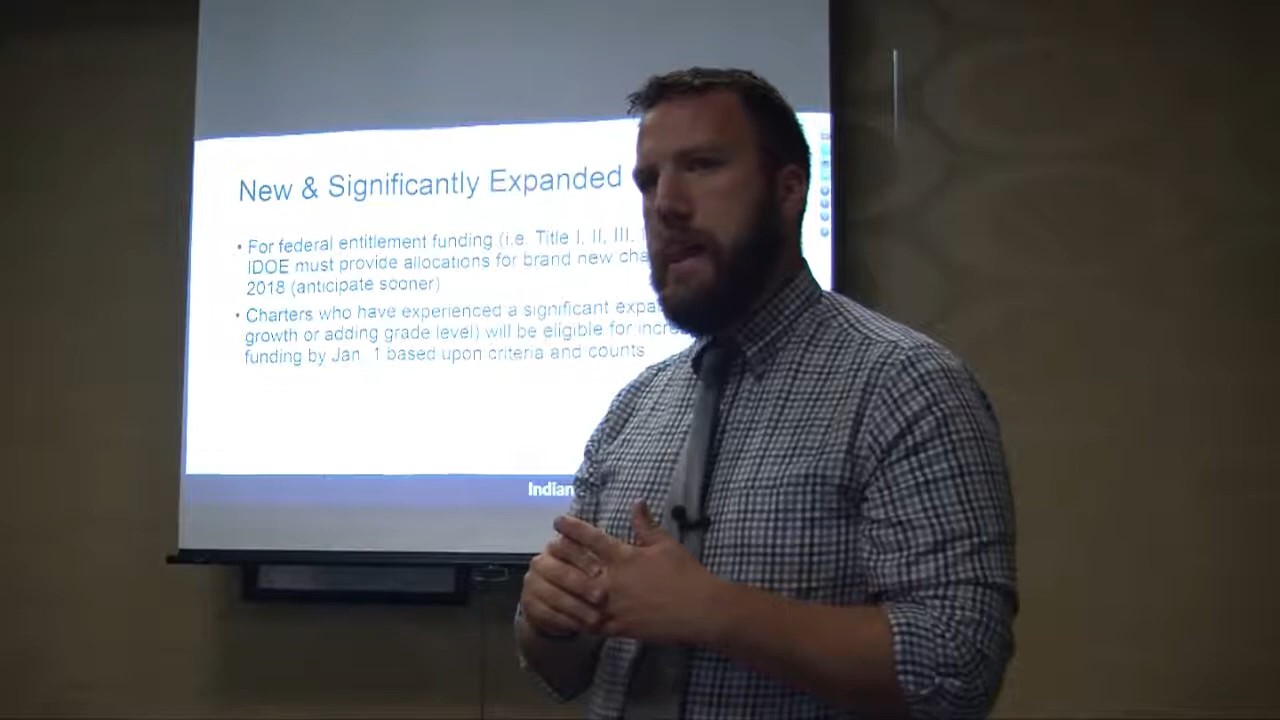 New & Significantly Expanded
• For federal entitlement funding (i.e. Title I, II, III,
IDOE must provide allocations for brand new cha
2018 (anticipate sooner)
• Charters who have experienced a significant expa
growth or adding grade level) will be eligible for incre
funding by Jan. 1 based upon criteria and counts
Indian